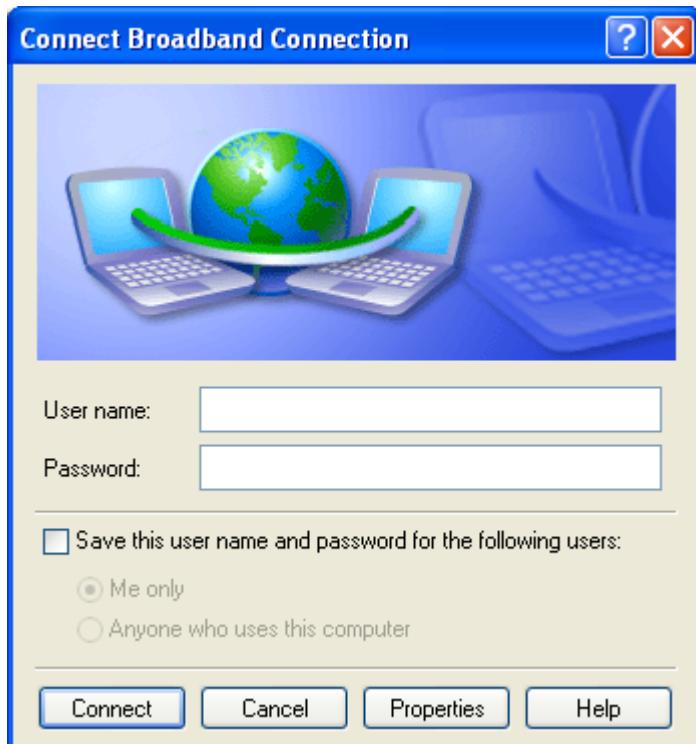 Connect Broadband Connection
User name:
Password:
Save this user name and password for the following users:
Me only
Anyone who uses this computer
Connect Cancel Properties Help